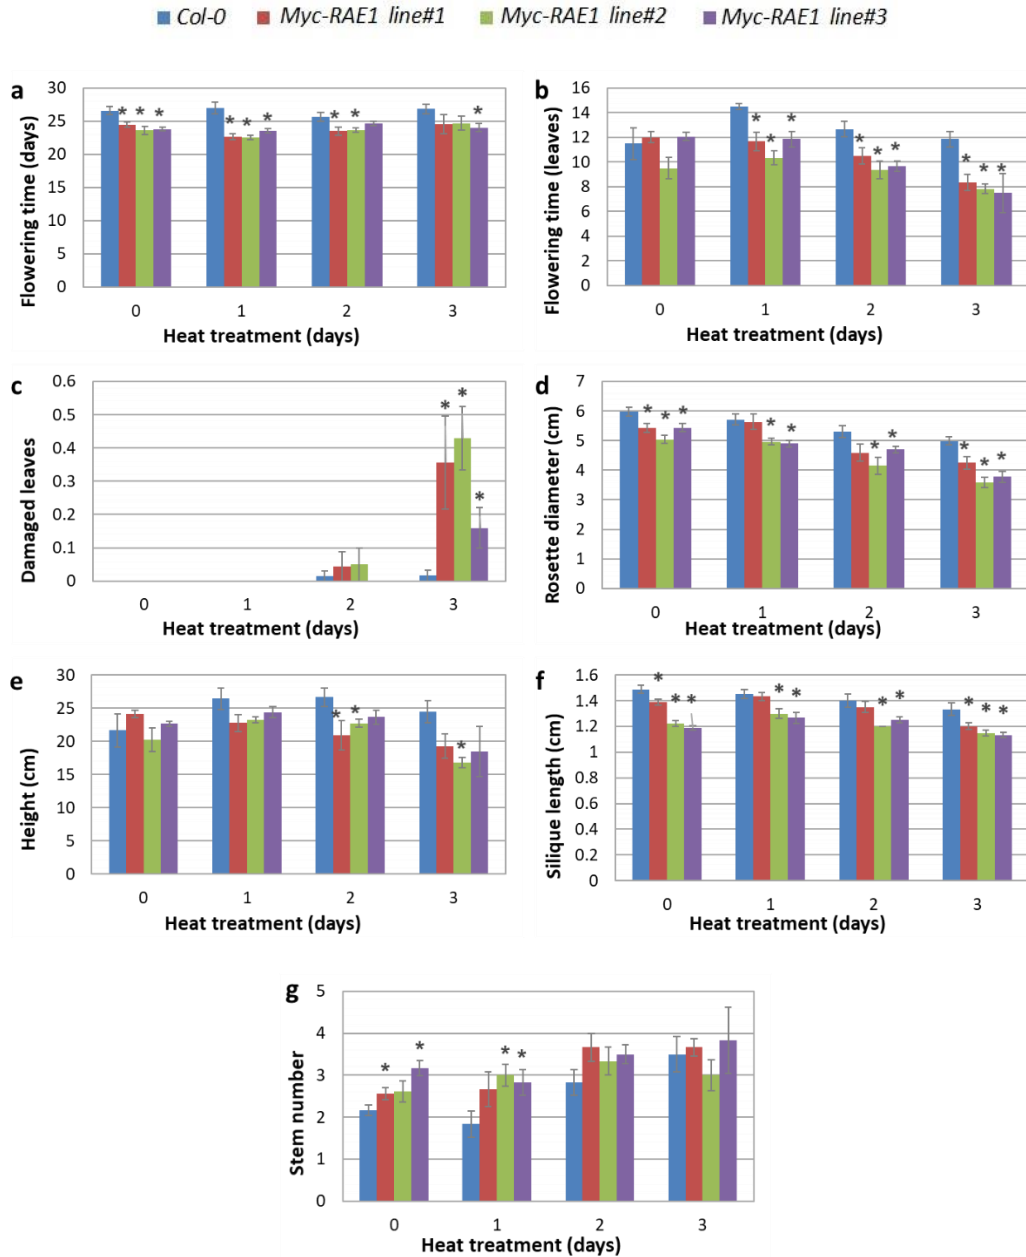 Col-0 Myc-RAE1 line#1 Myc-RAE1 line#2 Myc-RAE1 line#3
a
Flowering time (days)
30
25
20
15
10
5
0
* * *
* * *
* *
*
0 1 2 3
Heat treatment (days)
b
Flowering time (leaves)
16
14
12
10
8
6
4
2
0
* * *
* * *
* * *
0 1 2 3
Heat treatment (days)
c
Damaged leaves
0.6
0.5
0.4
0.3
0.2
0.1
0
* * *
0 1 2 3
Heat treatment (days)
d
Rosette diameter (cm)
7
6
5
4
3
2
1
0
* * *
* *
* *
* * *
0 1 2 3
Heat treatment (days)
e
Height (cm)
30
25
20
15
10
5
0
* *
*
0 1 2 3
Heat treatment (days)
f
Silique length (cm)
1.6
1.4
1.2
1
0.8
0.6
0.4
0.2
0
* * *
* *
* *
* * *
0 1 2 3
Heat treatment (days)
g
Stem number
5
4
3
2
1
0
* *
* *
0 1 2 3
Heat treatment (days)